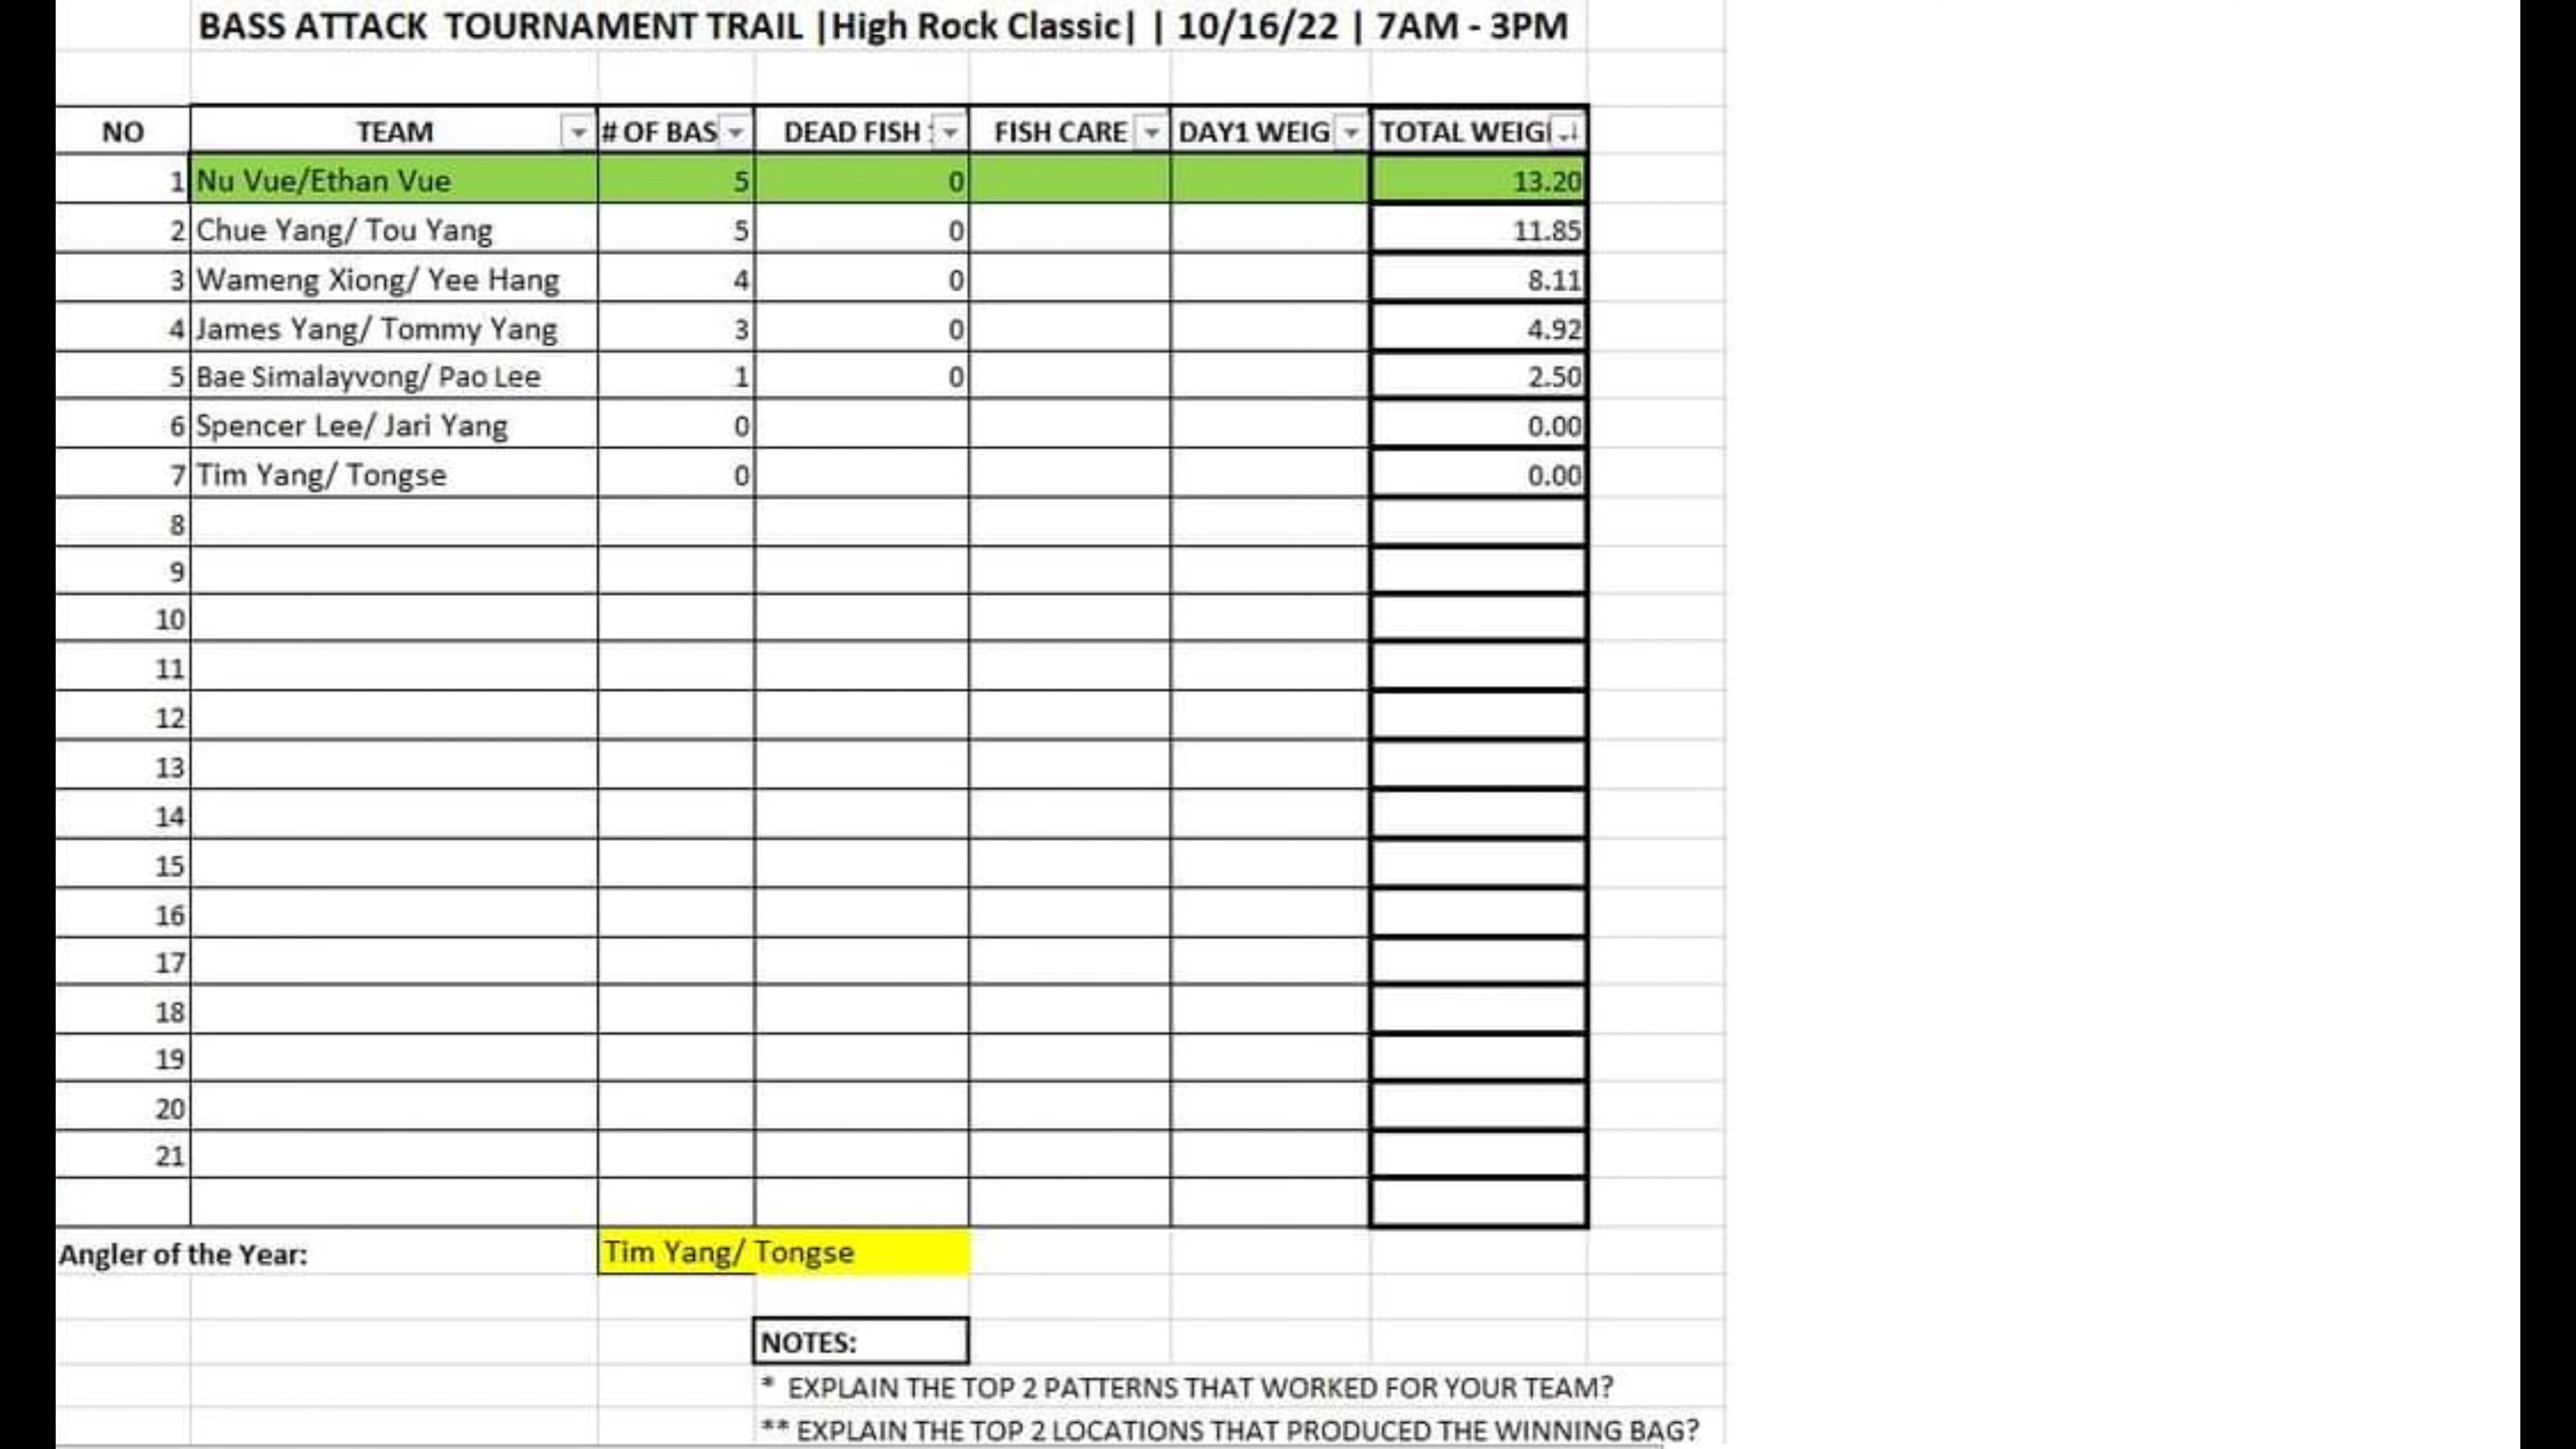 BASS ATTACK TOURNAMENT TRAIL |High Rock Classic| | 10/16/22 | 7AM - 3PM
NO TEAM # OF BAS DEAD FISH FISH CARE DAY1 WEIG TOTAL WEIG
1 Nu Vue/Ethan Vue 5 0 13.20
2 Chue Yang/ Tou Yang 5 0 11.85
3 Wameng Xiong/ Yee Hang 4 0 8.11
4 James Yang/ Tommy Yang 3 0 4.92
5 Bae Simalayvong/ Pao Lee 1 0 2.50
6 Spencer Lee/ Jari Yang 0 0.00
7 Tim Yang/ Tongse 0 0.00
8
9
10
11
12
13
14
15
16
17
18
19
20
21
Angler of the Year: Tim Yang/ Tongse
NOTES:
* EXPLAIN THE TOP 2 PATTERNS THAT WORKED FOR YOUR TEAM?
** EXPLAIN THE TOP 2 LOCATIONS THAT PRODUCED THE WINNING BAG?